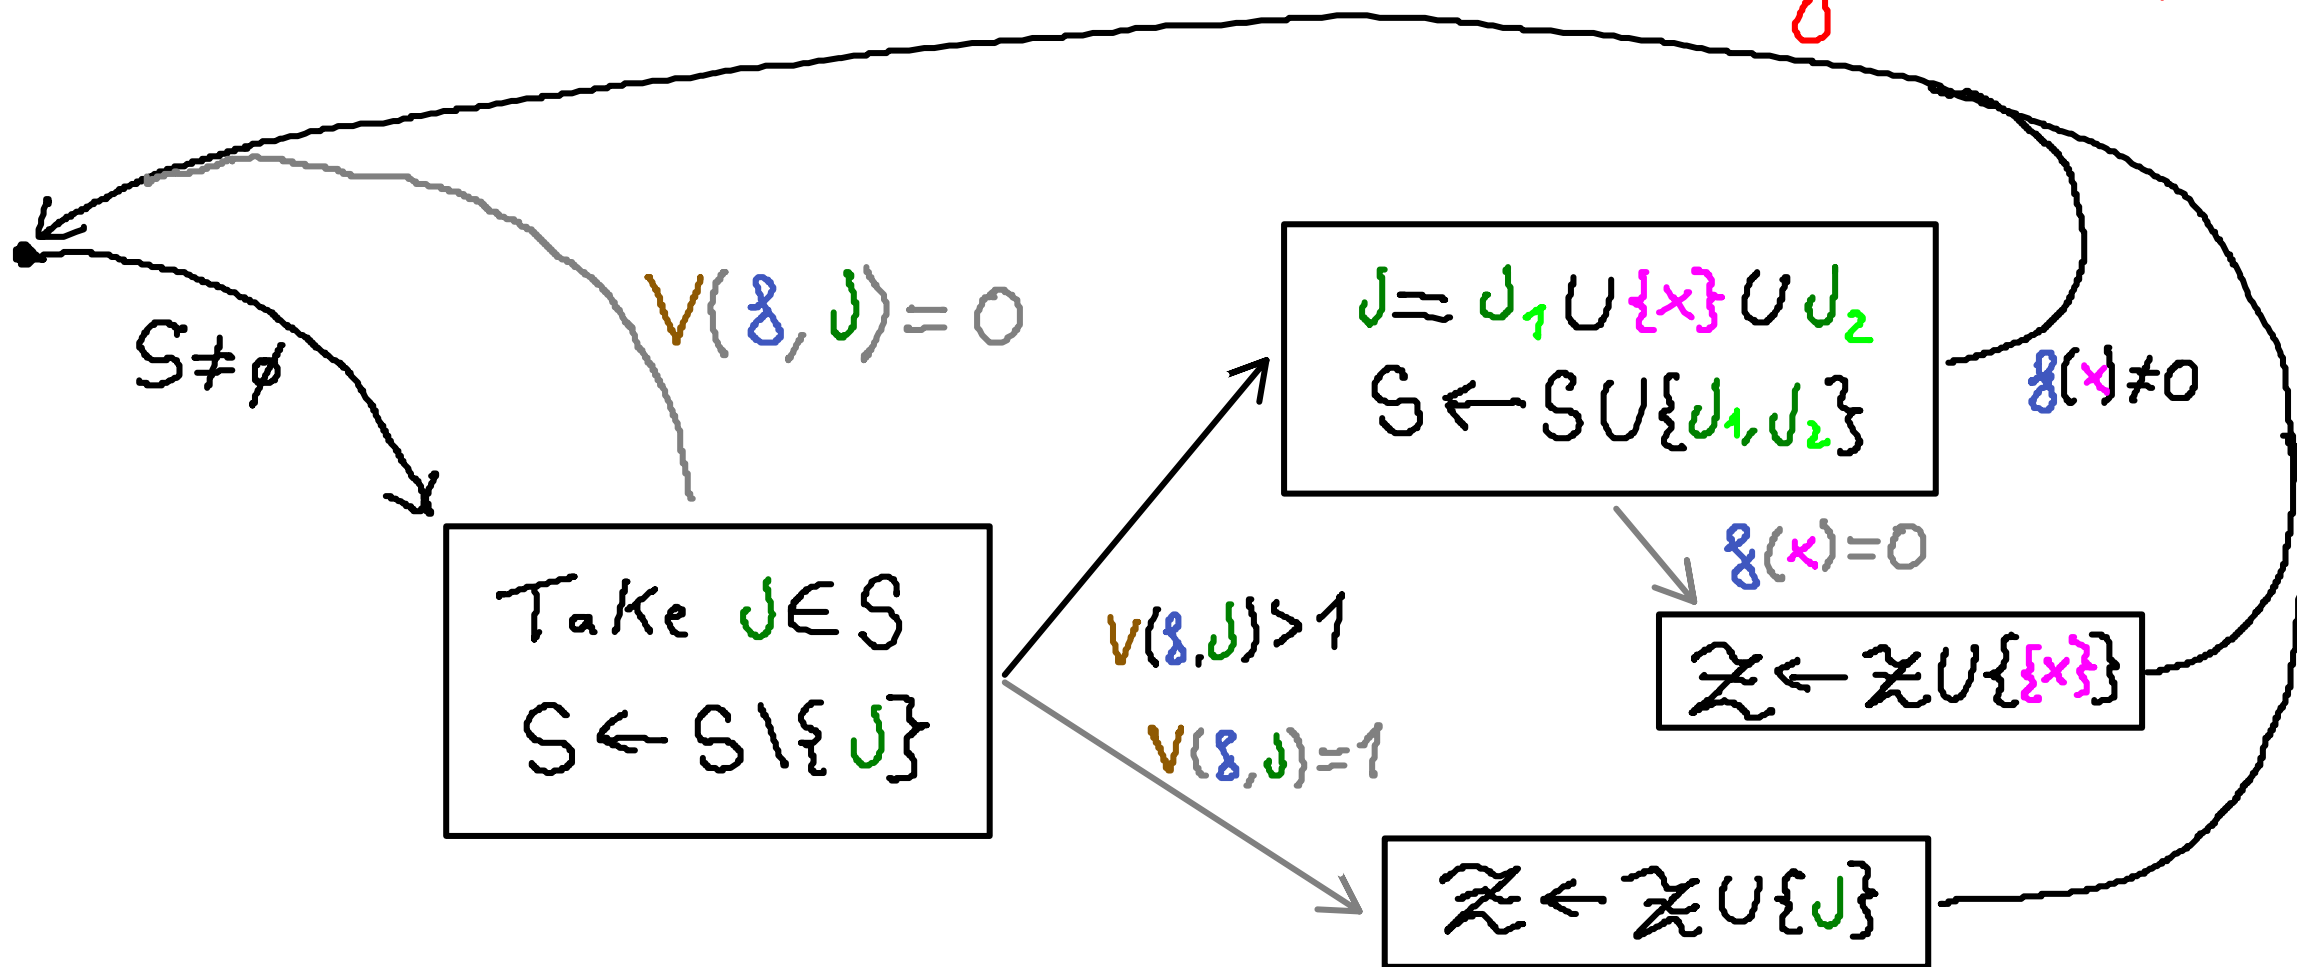 S≠∅
V(f, J)=0
Take J∈S
S←S\{J}
V(f,J)>1
V(f,J)=1
J=J₁∪{x}∪J₂
S←S∪{J₁,J₂}
f(x)≠0
f(x)=0
Z←Z∪{{x}}
Z←Z∪{J}